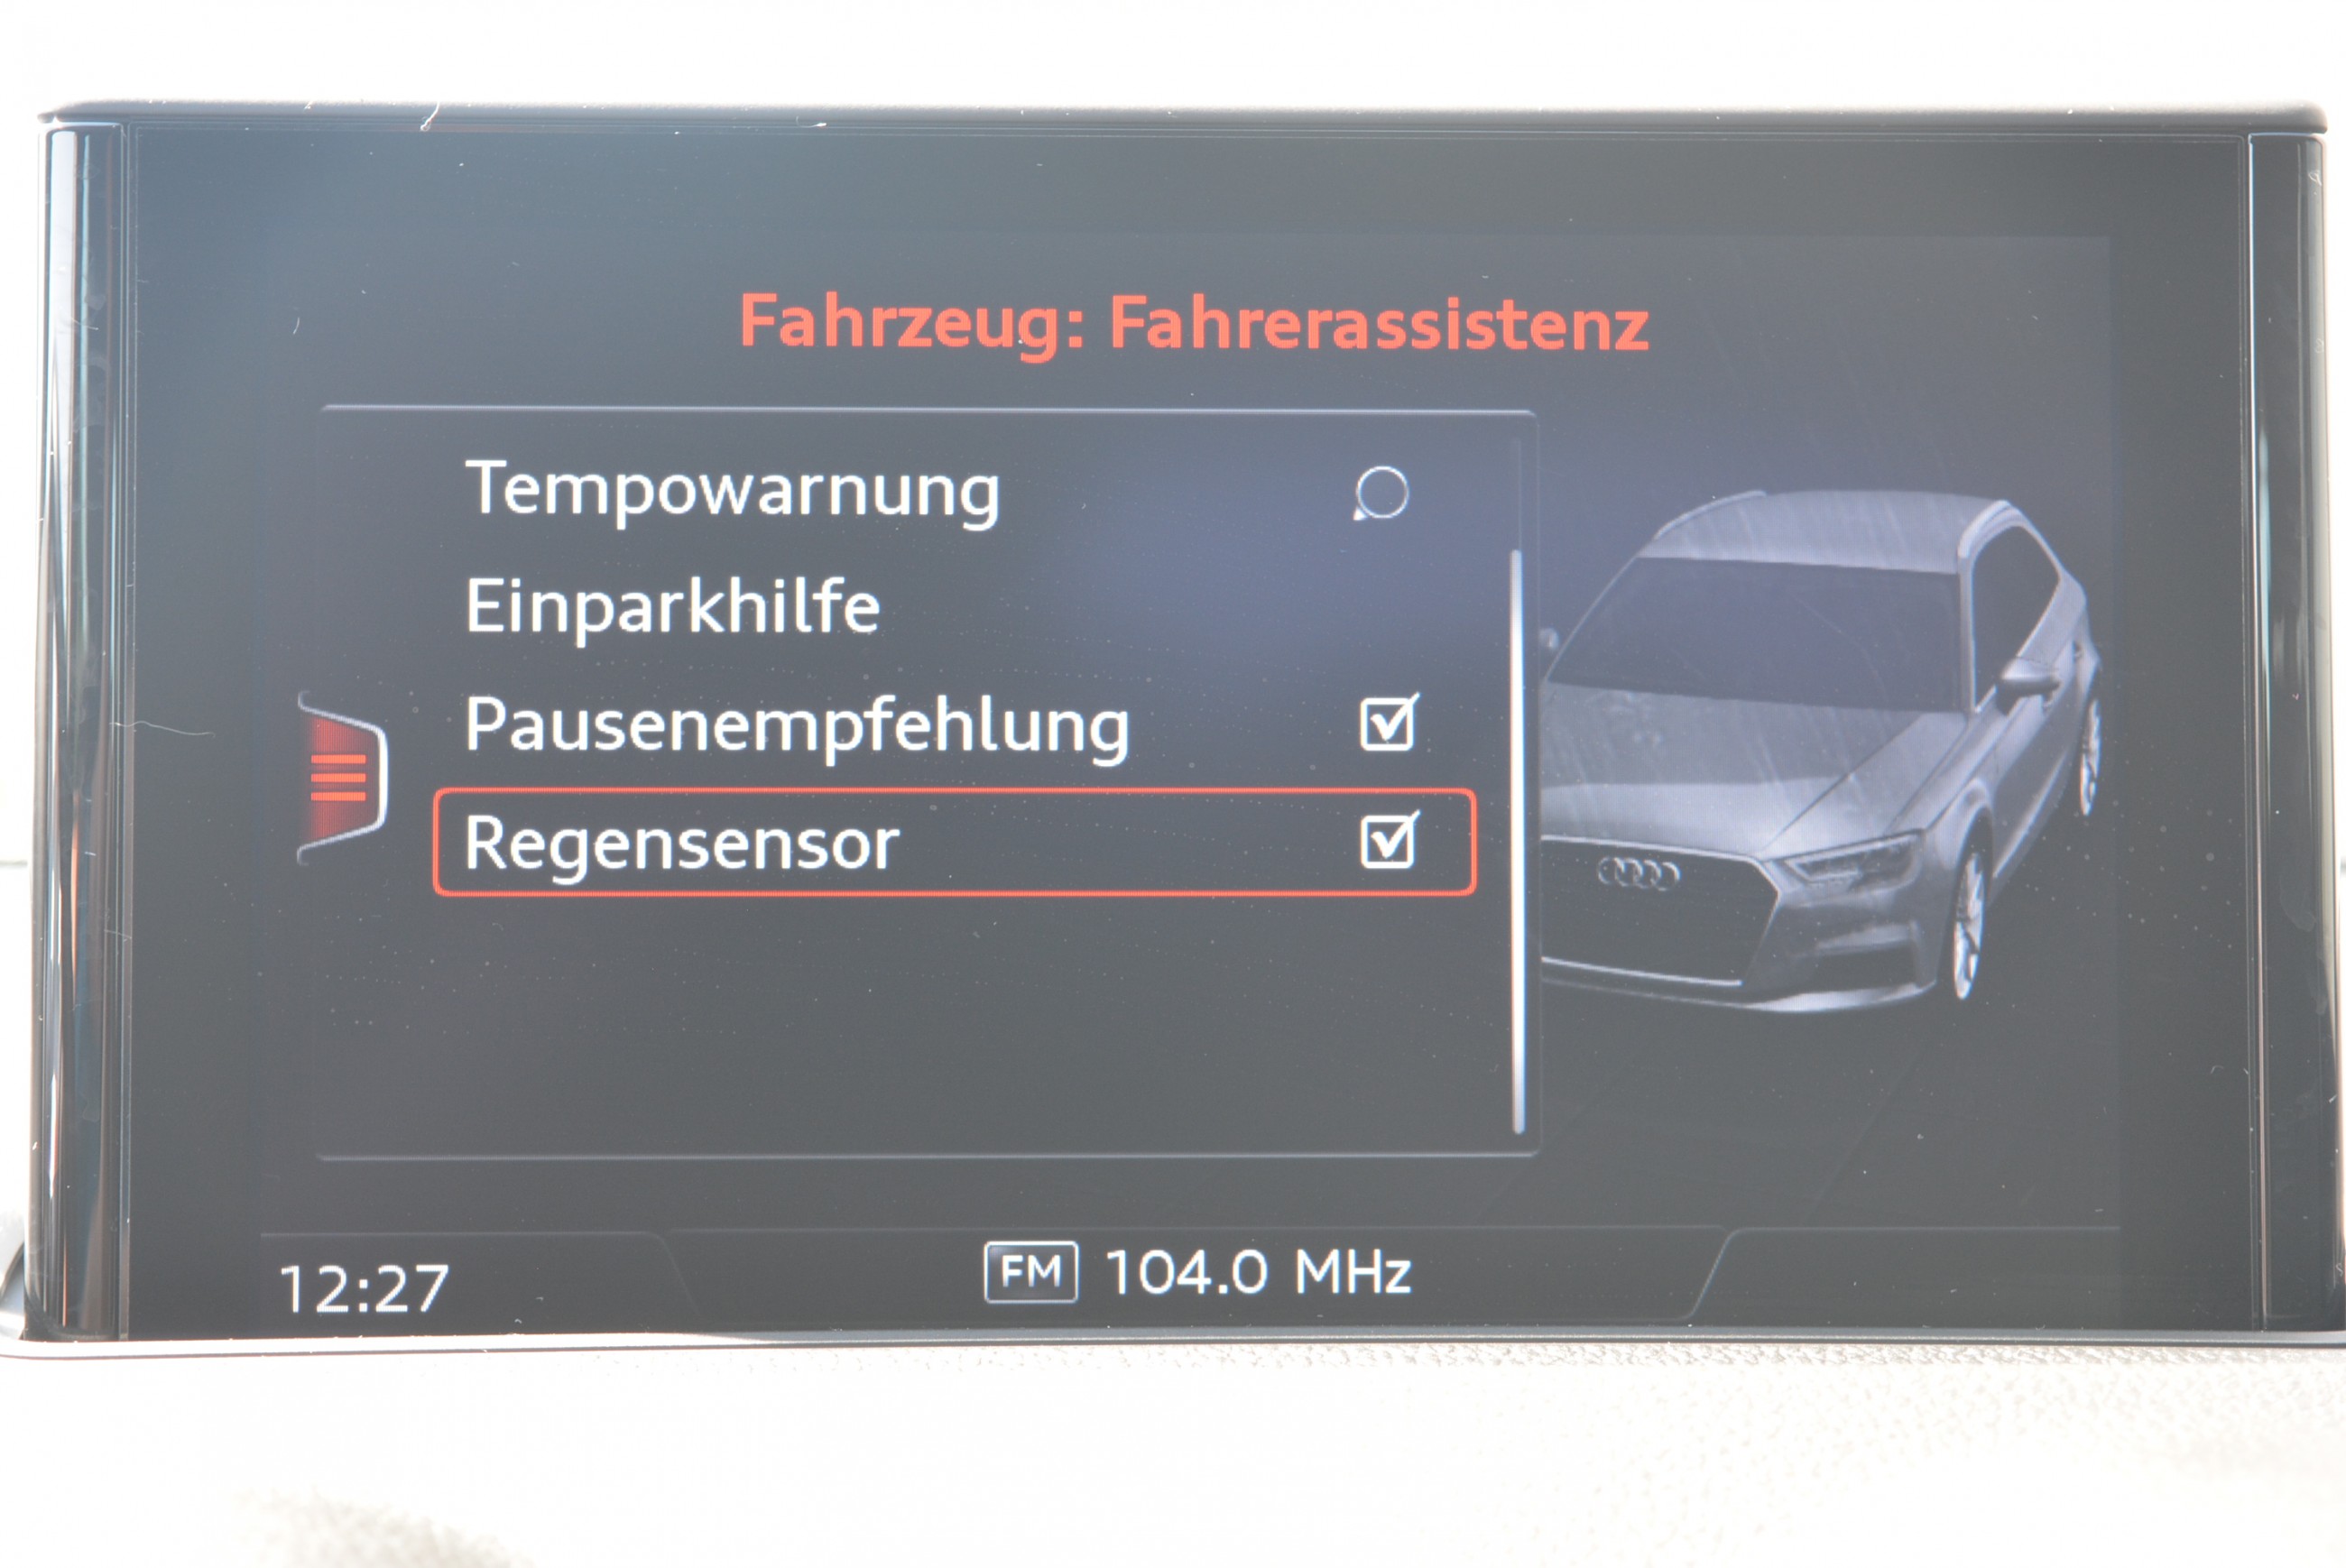 Fahrzeug: Fahrerassistenz
Tempowarnung
Einparkhilfe
Pausenempfehlung
Regensensor
12:27
FM 104.0 MHz